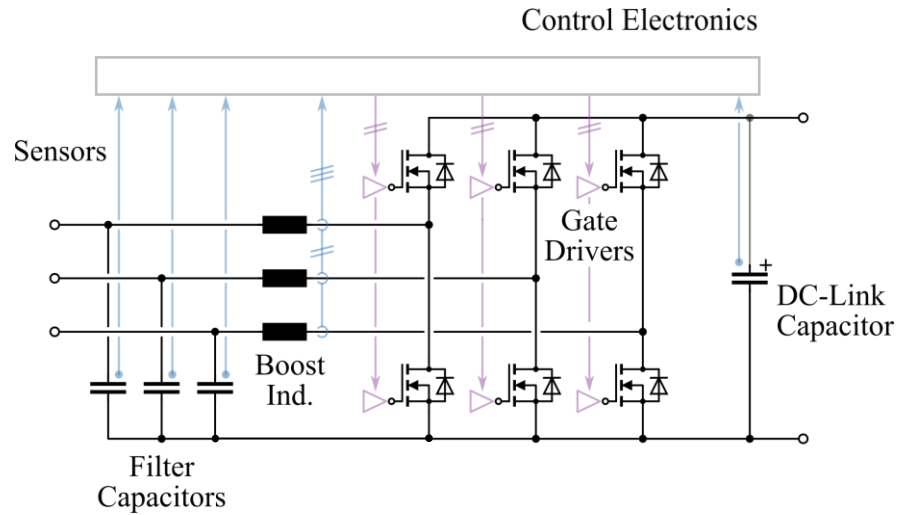 Control Electronics
Sensors
Gate
Drivers
+
DC-Link
Capacitor
Boost
Ind.
Filter
Capacitors